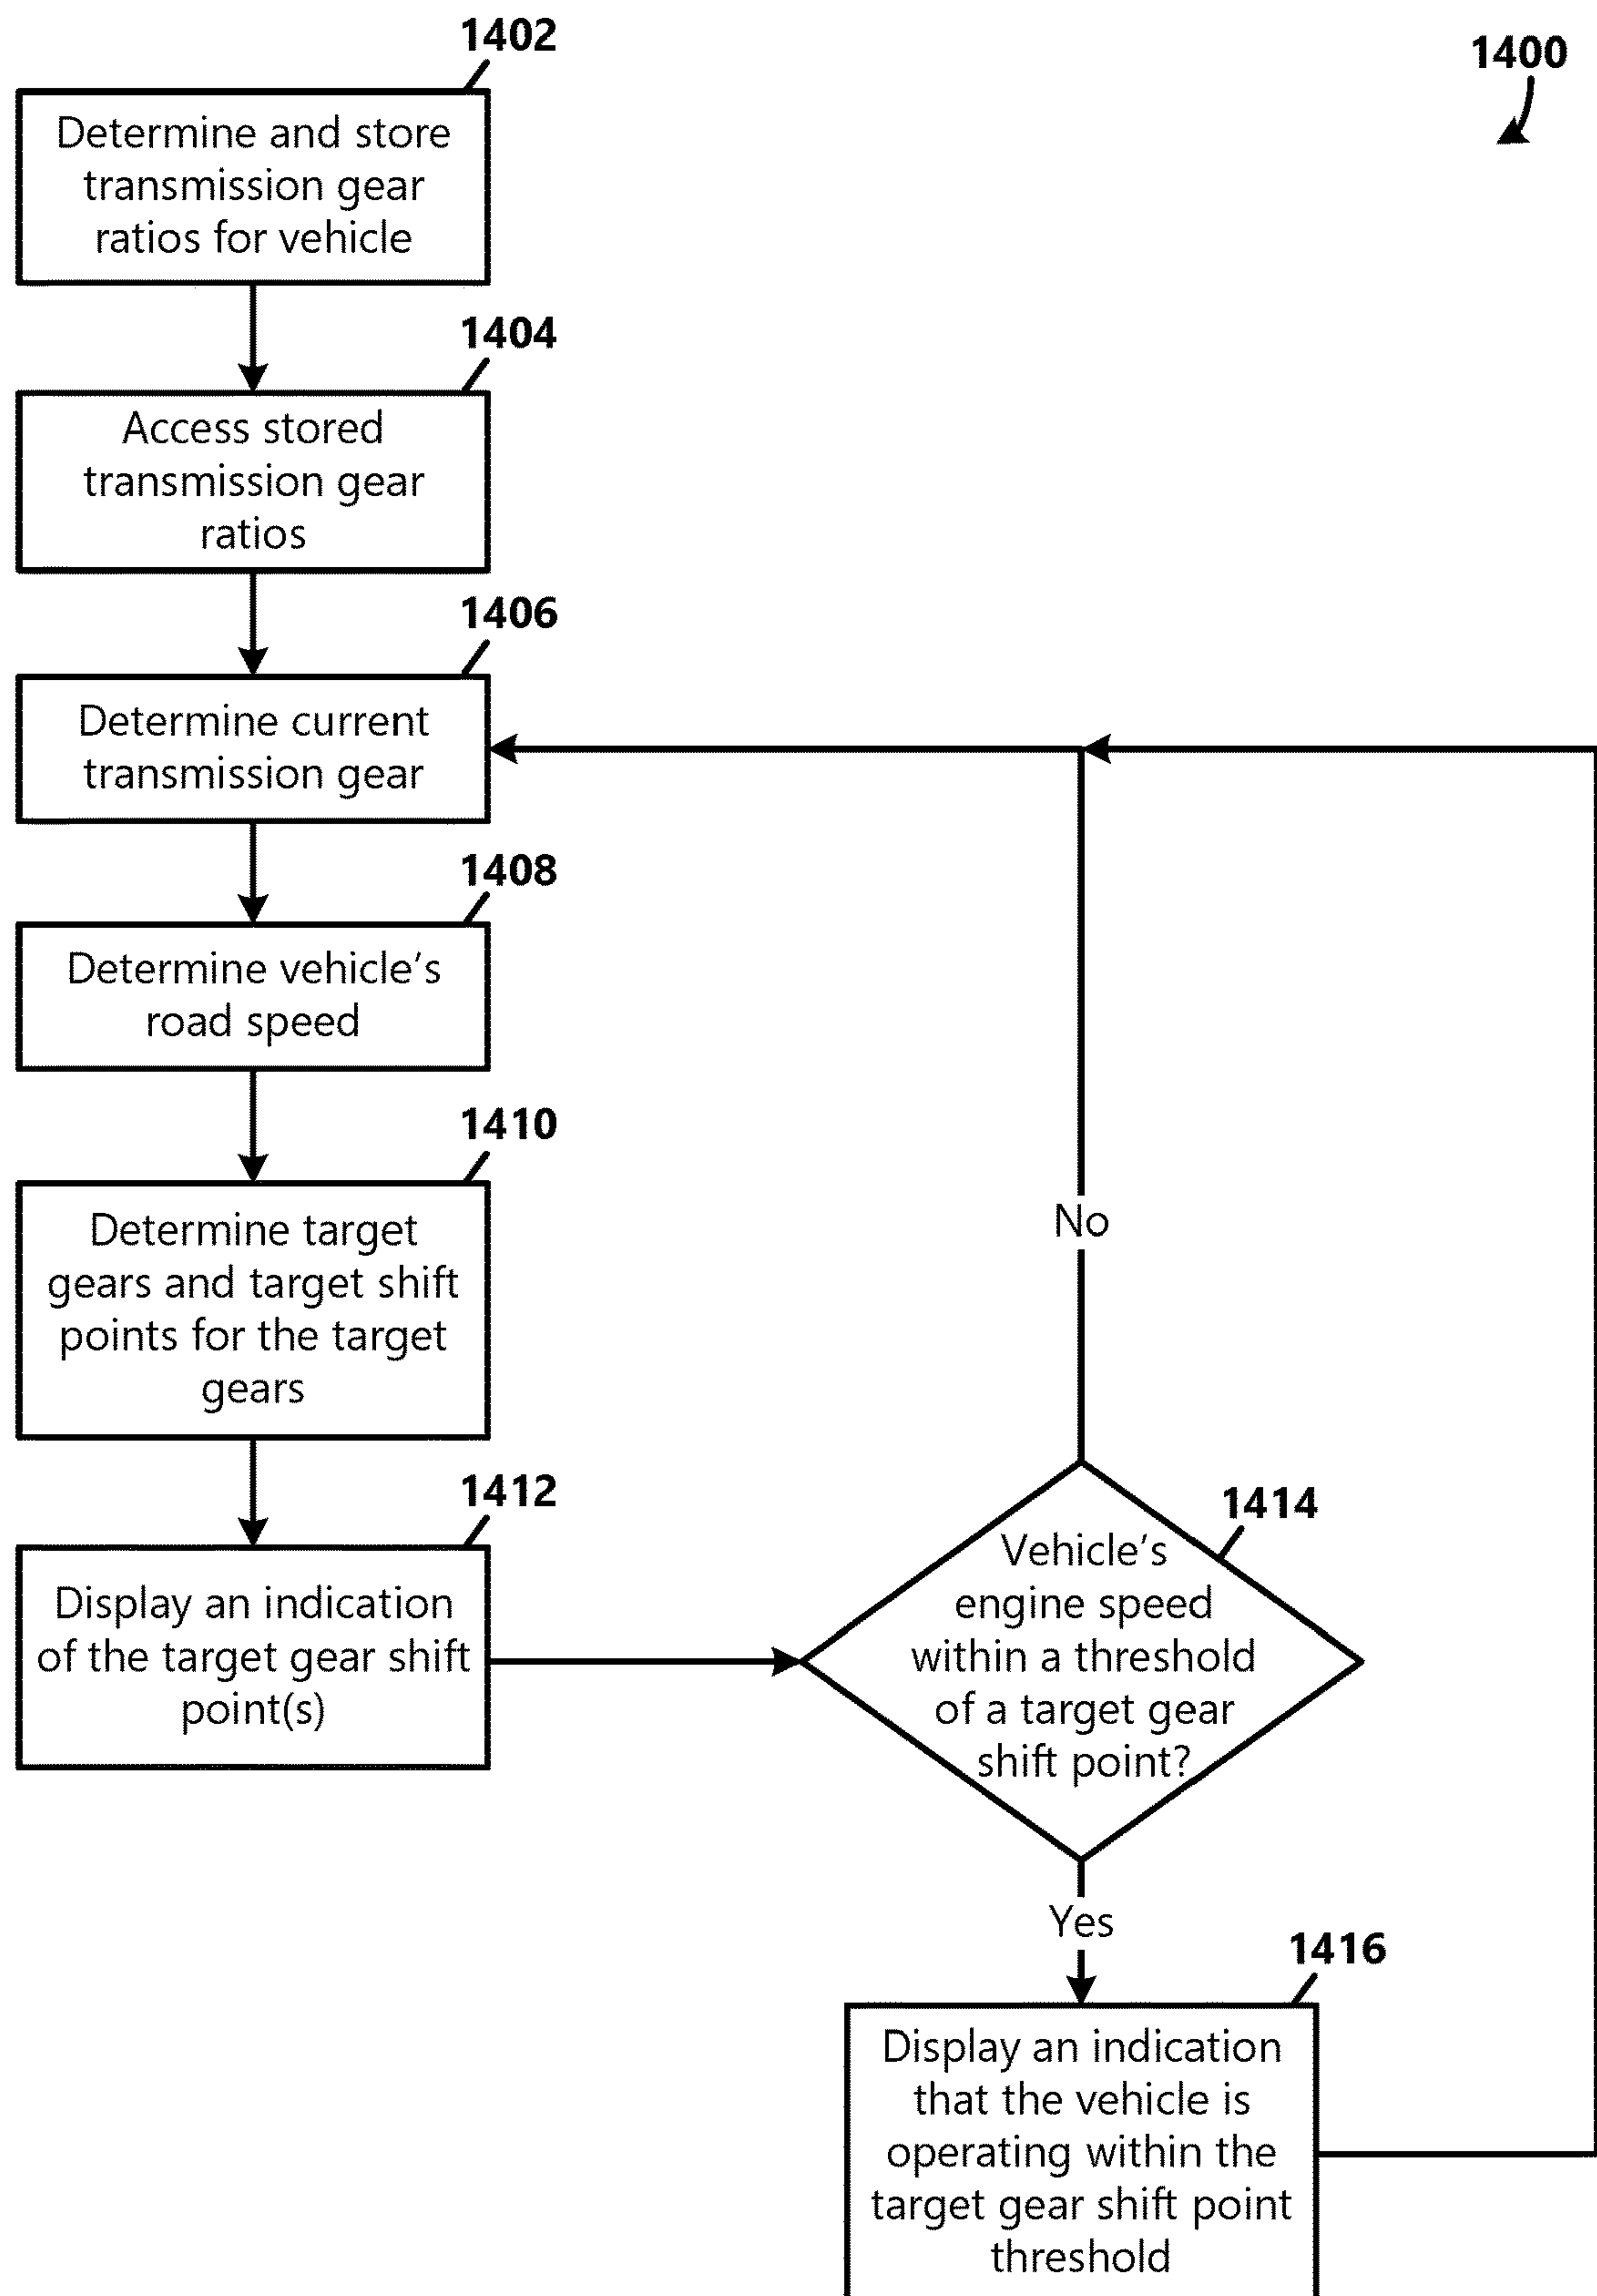 1402
1400
Determine and store
transmission gear
ratios for vehicle
1404
Access stored
transmission gear
ratios
1406
Determine current
transmission gear
1408
Determine vehicle's
road speed
1410
Determine target
gears and target shift
points for the target
gears
No
1412
Display an indication
of the target gear shift
point(s)
1414
Vehicle's
engine speed
within a threshold
of a target gear
shift point?
Yes
1416
Display an indication
that the vehicle is
operating within the
target gear shift point
threshold